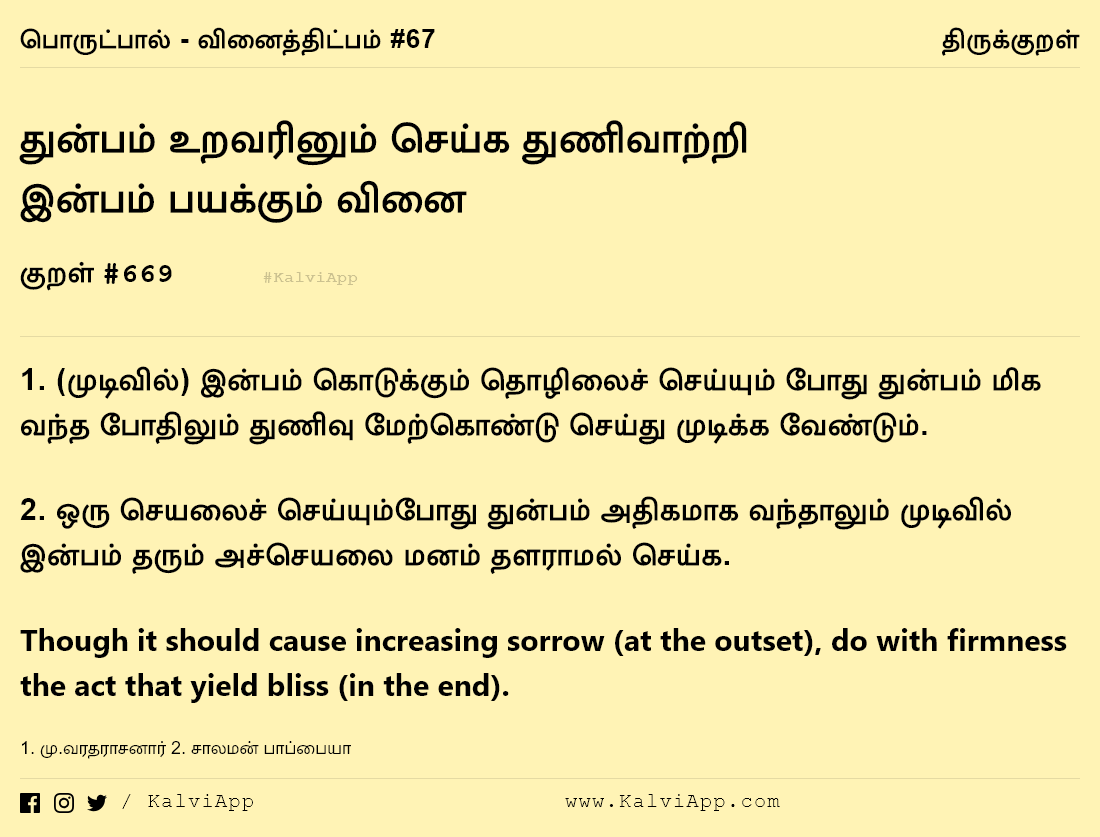 பொருட்பால் - வினைத்திட்பம் #67 திருக்குறள்
துன்பம் உறவரினும் செய்க துணிவாற்றி
இன்பம் பயக்கும் வினை
குறள் #669 #KalviApp
1. (முடிவில்) இன்பம் கொடுக்கும் தொழிலைச் செய்யும் போது துன்பம் மிக
வந்த போதிலும் துணிவு மேற்கொண்டு செய்து முடிக்க வேண்டும்.
2. ஒரு செயலைச் செய்யும்போது துன்பம் அதிகமாக வந்தாலும் முடிவில்
இன்பம் தரும் அச்செயலை மனம் தளராமல் செய்க.
Though it should cause increasing sorrow (at the outset), do with firmness
the act that yield bliss (in the end).
1. மு.வரதராசனார் 2. சாலமன் பாப்பையா
/ KalviApp www.KalviApp.com